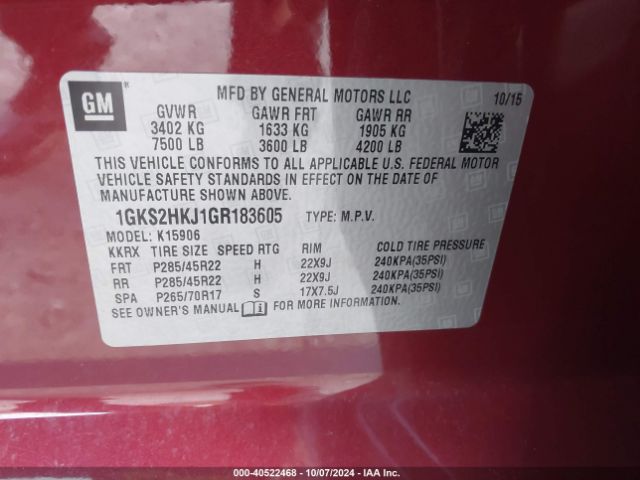 GM
MFD BY GENERAL MOTORS LLC 10/15
GVWR GAWR FRT GAWR RR
3402 KG 1633 KG 1905 KG
7500 LB 3600 LB 4200 LB
THIS VEHICLE CONFORMS TO ALL APPLICABLE U.S. FEDERAL MOTOR
VEHICLE SAFETY STANDARDS IN EFFECT ON THE DATE OF
MANUFACTURE SHOWN ABOVE.
1GKS2HKJ1GR183605 TYPE: M.P.V.
MODEL: K15906
KKRX TIRE SIZE SPEED RTG RIM COLD TIRE PRESSURE
FRT P285/45R22 H 22X9J 240KPA(35PSI)
RR P285/45R22 H 22X9J 240KPA(35PSI)
SPA P265/70R17 S 17X7.5J 240KPA(35PSI)
SEE OWNER'S MANUAL FOR MORE INFORMATION.
000-40522468 - 10/07/2024 - IAA Inc.